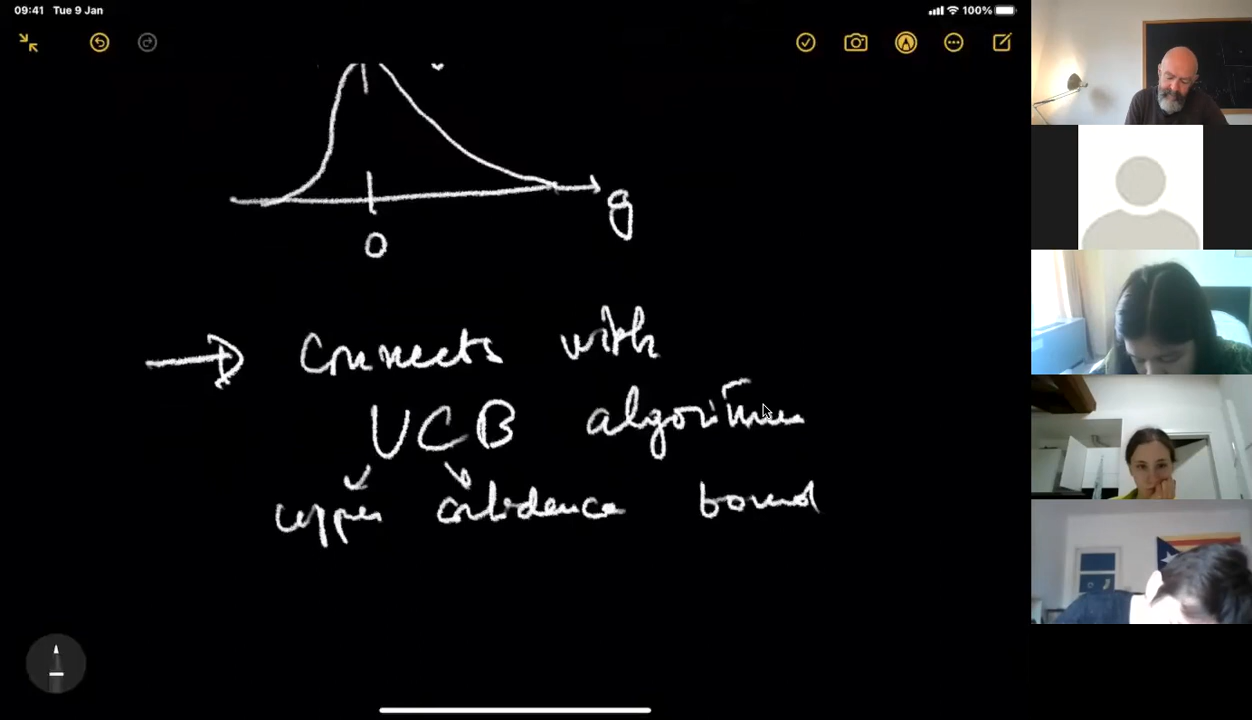 09:41 Tue 9 Jan 100%
g
0
Connects with
UCB algorithm
upper confidence bound